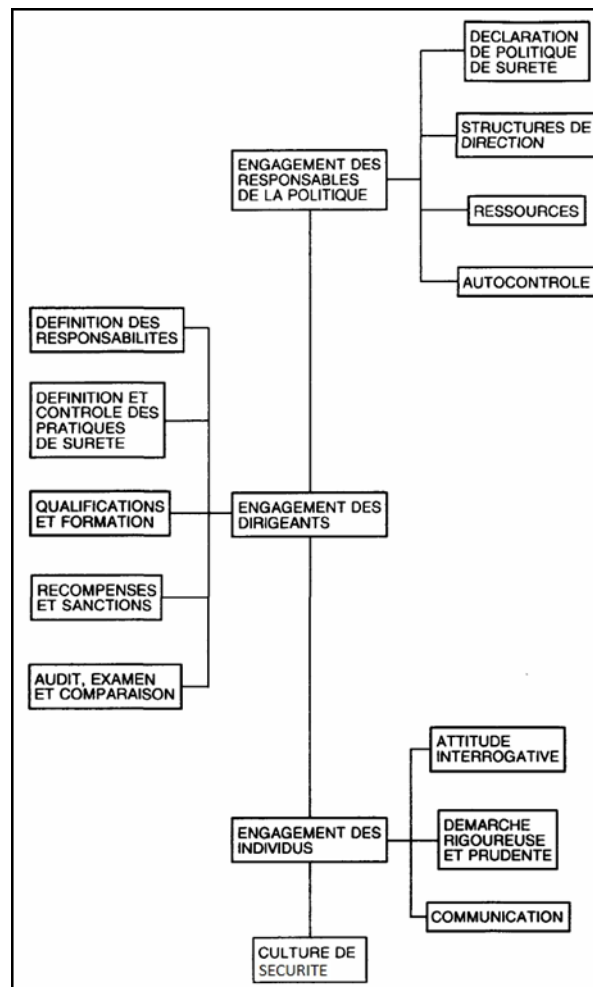 DECLARATION
DE POLITIQUE
DE SURETE
STRUCTURES DE
DIRECTION
ENGAGEMENT DES
RESPONSABLES
DE LA POLITIQUE
RESSOURCES
AUTOCONTROLE
DEFINITION DES
RESPONSABILITES
DEFINITION ET
CONTROLE DES
PRATIQUES
DE SURETE
QUALIFICATIONS
ET FORMATION
ENGAGEMENT DES
DIRIGEANTS
RECOMPENSES
ET SANCTIONS
AUDIT, EXAMEN
ET COMPARAISON
ATTITUDE
INTERROGATIVE
ENGAGEMENT DES
INDIVIDUS
DEMARCHE
RIGOUREUSE
ET PRUDENTE
COMMUNICATION
CULTURE DE
SECURITE